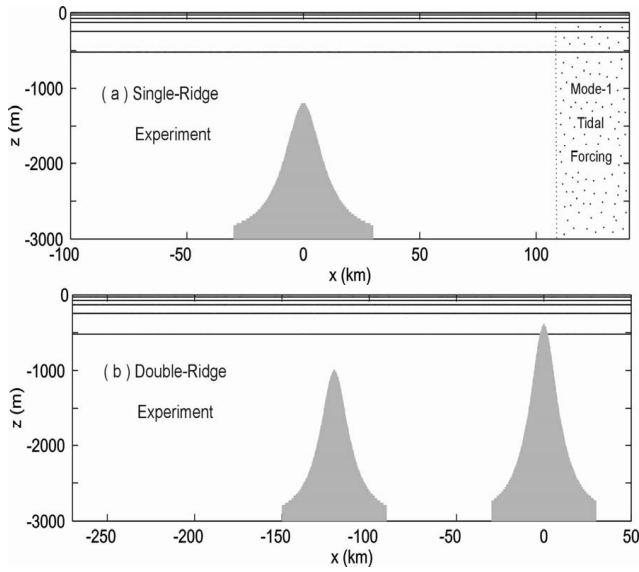 0
-1000
-2000
-3000
z (m)
( a ) Single-Ridge
Experiment
Mode-1
Tidal
Forcing
-100
-50
0
50
100
x (km)
0
-1000
-2000
-3000
z (m)
( b ) Double-Ridge
Experiment
-250
-200
-150
-100
-50
0
50
x (km)